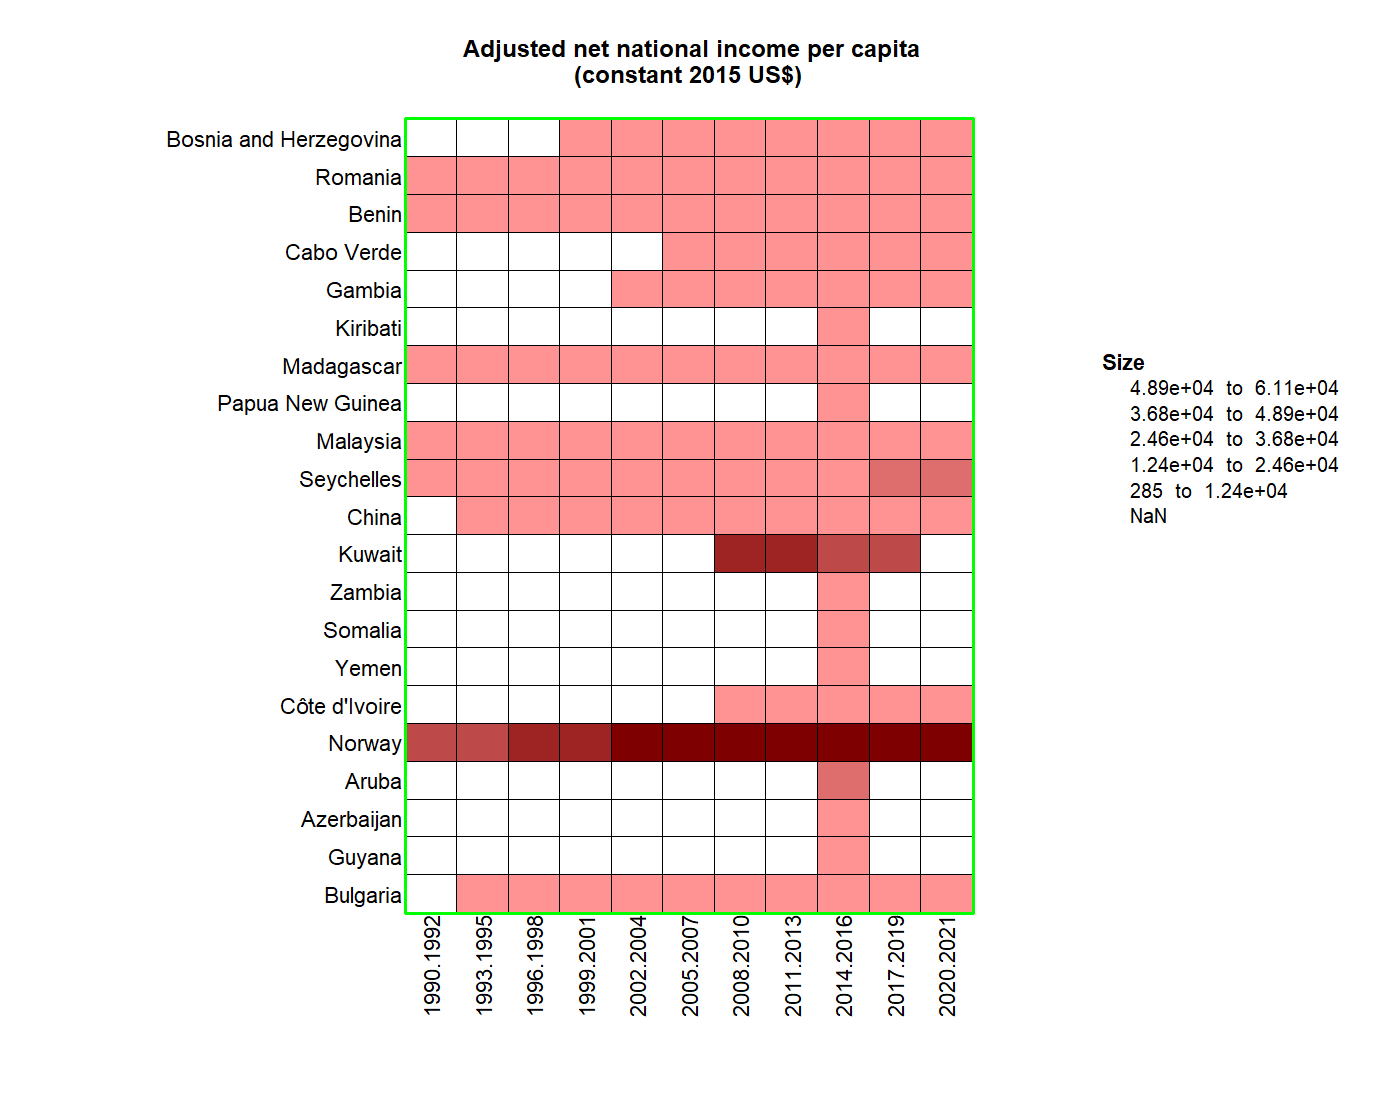 Adjusted net national income per capita
(constant 2015 US$)
Bosnia and Herzegovina
Romania
Benin
Cabo Verde
Gambia
Kiribati
Madagascar
Papua New Guinea
Malaysia
Seychelles
China
Kuwait
Zambia
Somalia
Yemen
Côte d'Ivoire
Norway
Aruba
Azerbaijan
Guyana
Bulgaria
1990.1992
1993.1995
1996.1998
1999.2001
2002.2004
2005.2007
2008.2010
2011.2013
2014.2016
2017.2019
2020.2021
Size
4.89e+04 to 6.11e+04
3.68e+04 to 4.89e+04
2.46e+04 to 3.68e+04
1.24e+04 to 2.46e+04
285 to 1.24e+04
NaN